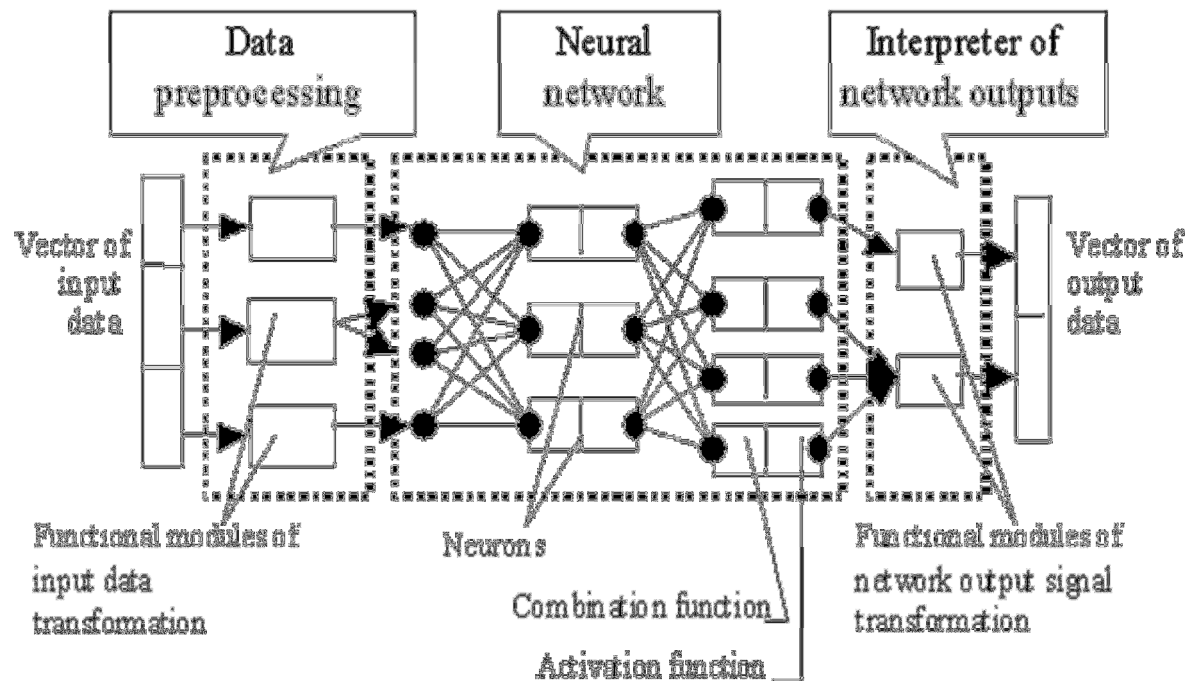 Data
preprocessing
Neural
network
Interpreter of
network outputs
Vector of
input
data
Vector of
output
data
Functional modules of
input data
transformation
Neurons
Combination function
Activation function
Functional modules of
network output signal
transformation